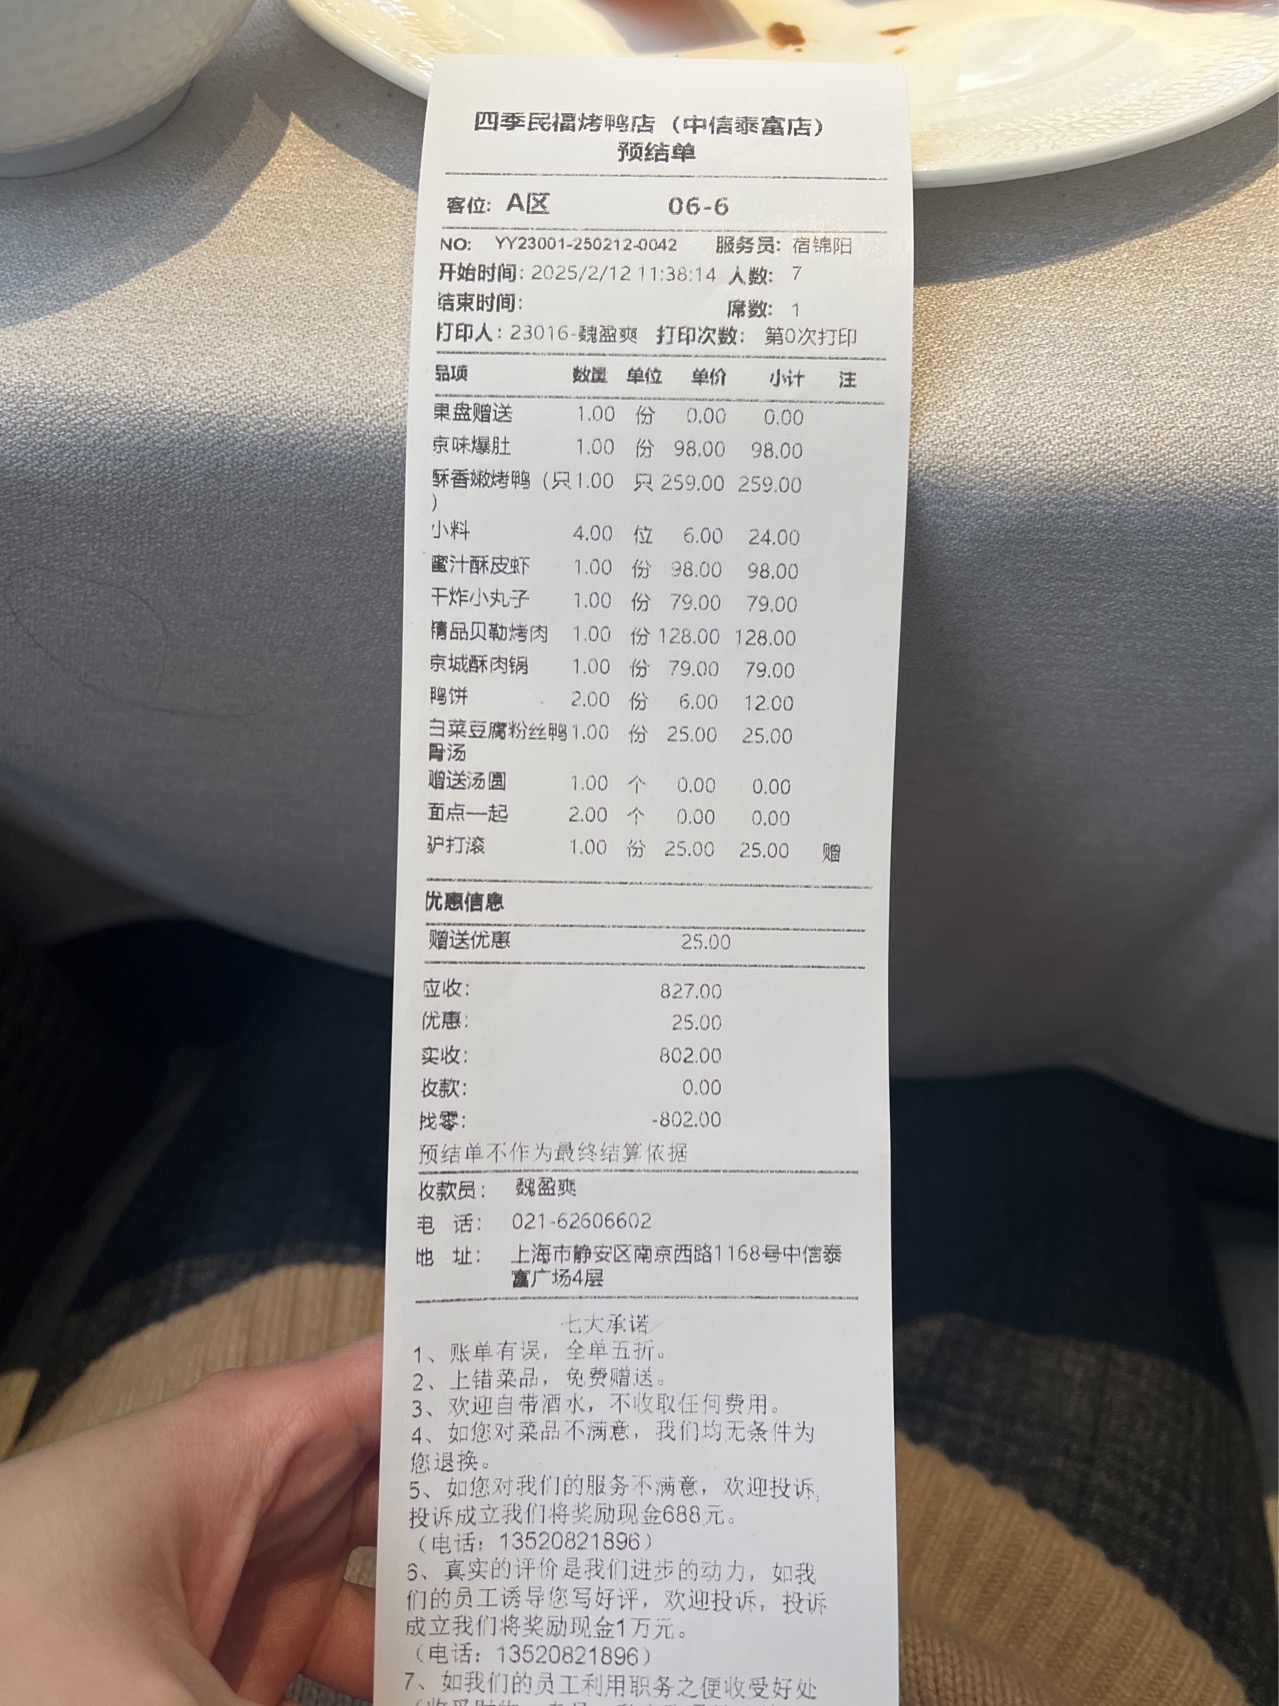 四季民福烤鸭店（中信泰富店）
预结单
客位: A区 06-6
NO: YY23001-250212-0042 服务员: 宿锦阳
开始时间: 2025/2/12 11:38:14 人数: 7
结束时间: 席数: 1
打印人: 23016-魏盈爽 打印次数: 第0次打印
品项 数量 单位 单价 小计 注
果盘赠送 1.00 份 0.00 0.00
京味爆肚 1.00 份 98.00 98.00
酥香嫩烤鸭（只 1.00 只 259.00 259.00
）
小料 4.00 位 6.00 24.00
蜜汁酥皮虾 1.00 份 98.00 98.00
干炸小丸子 1.00 份 79.00 79.00
精品贝勒烤肉 1.00 份 128.00 128.00
京城酥肉锅 1.00 份 79.00 79.00
鸭饼 2.00 份 6.00 12.00
白菜豆腐粉丝鸭 1.00 份 25.00 25.00
骨汤
赠送汤圆 1.00 个 0.00 0.00
面点一起 2.00 个 0.00 0.00
驴打滚 1.00 份 25.00 25.00 赠
优惠信息
赠送优惠 25.00
应收: 827.00
优惠: 25.00
实收: 802.00
收款: 0.00
找零: -802.00
预结单不作为最终结算依据
收款员: 魏盈爽
电 话: 021-62606602
地 址: 上海市静安区南京西路1168号中信泰
富广场4层
七大承诺
1、账单有误，全单五折。
2、上错菜品，免费赠送。
3、欢迎自带酒水，不收取任何费用。
4、如您对菜品不满意，我们均无条件为
您退换。
5、如您对我们的服务不满意，欢迎投诉,
投诉成立我们将奖励现金688元。
（电话：13520821896）
6、真实的评价是我们进步的动力，如我
们的员工诱导您写好评，欢迎投诉，投诉
成立我们将奖励现金1万元。
（电话：13520821896）
7、如我们的员工利用职务之便收受好处